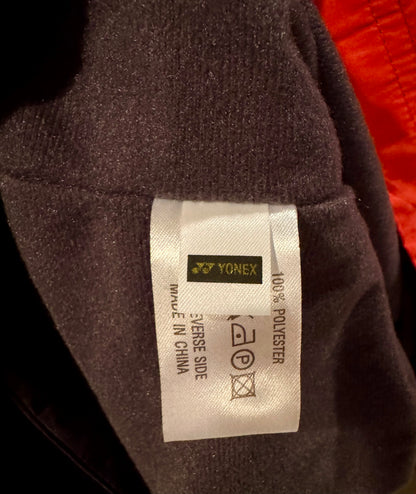 YONEX
100% POLYESTER
EVERSE SIDE
MADE IN CHINA